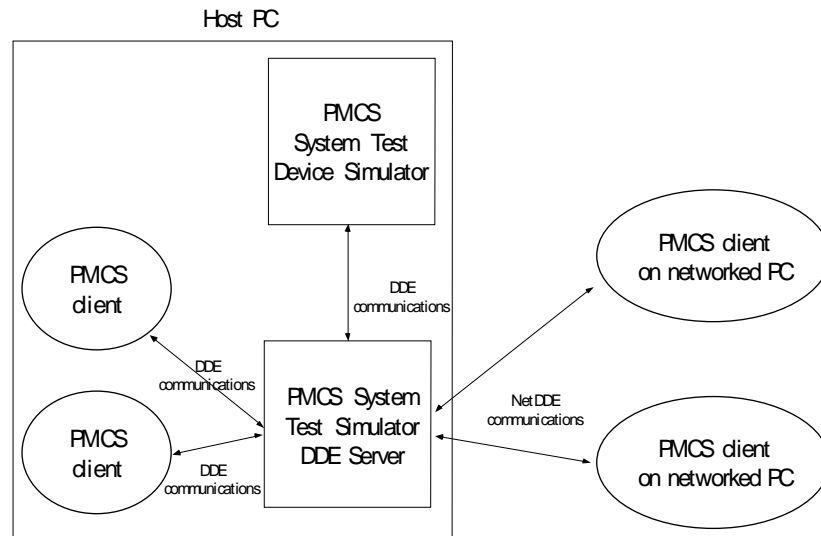 Host PC
PMCS
System Test
Device Simulator
PMCS client
on networked PC
PMCS
client
DDE
communications
DDE
communications
PMCS System
Test Simulator
DDE Server
NetDDE
communications
PMCS
client
DDE
communications
PMCS client
on networked PC